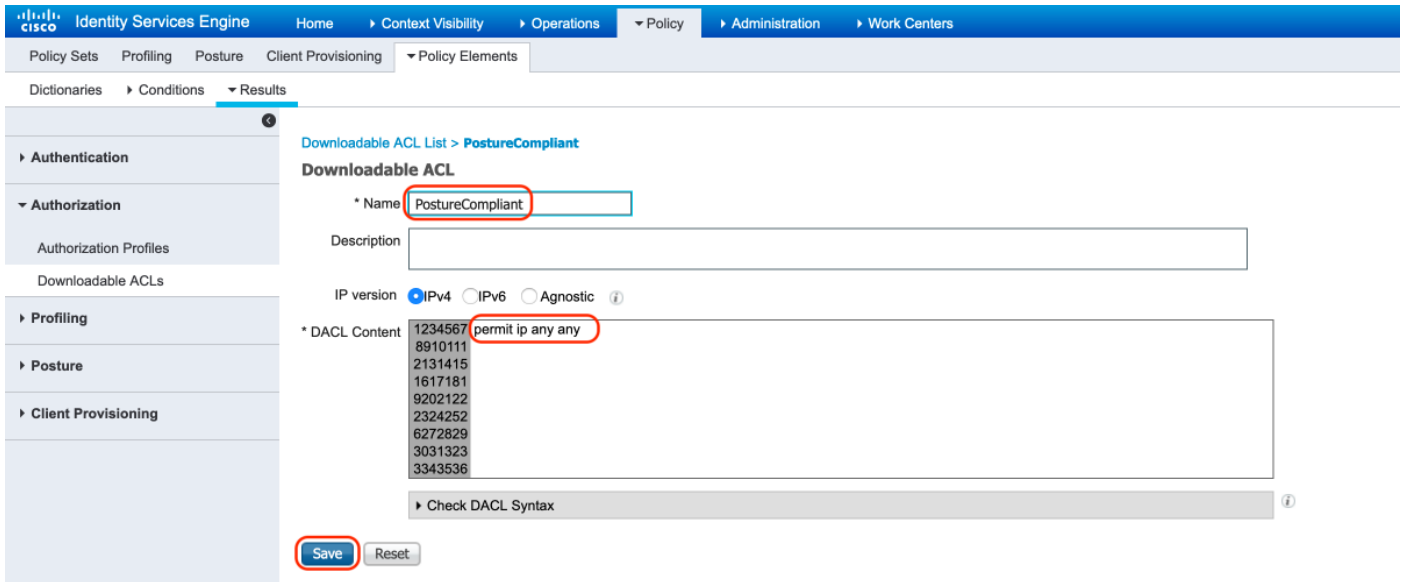 cisco Identity Services Engine Home Context Visibility Operations Policy Administration Work Centers
Policy Sets Profiling Posture Client Provisioning Policy Elements
Dictionaries Conditions Results
Downloadable ACL List > PostureCompliant
Authentication
Downloadable ACL
Authorization
* Name PostureCompliant
Description
Authorization Profiles
Downloadable ACLs
IP version IPv4 IPv6 Agnostic i
Profiling
* DACL Content 1234567 permit ip any any
8910111
2131415
Posture
1617181
9202122
Client Provisioning
2324252
6272829
3031323
3343536
Check DACL Syntax i
Save Reset